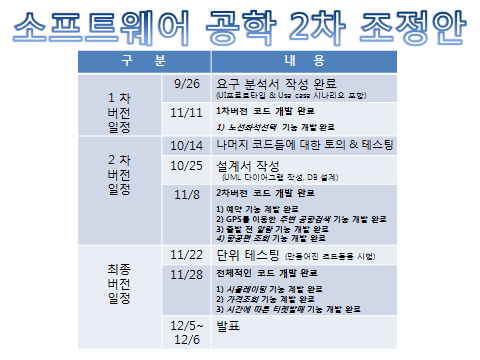 소프트웨어 공학 2차 조정안
구 분 내 용
1 차
버전
일정
9/26 요구 분석서 작성 완료
(UI프로토타입 & Use case 시나리오 포함)
11/11 1차버전 코드 개발 완료
1) 노선좌석선택 기능 개발 완료
2 차
버전
일정
10/14 나머지 코드들에 대한 토의 & 테스팅
10/25 설계서 작성
(UML 다이어그램 작성, DB 설계)
11/8 2차버전 코드 개발 완료
1) 예약 기능 계발 완료
2) GPS를 이용한 주변 공항검색 기능 개발 완료
3) 출발 전 알람 기능 개발 완료
4) 항공편 조회 기능 개발 완료
최종
버전
일정
11/22 단위 테스팅 (만들어진 코드들을 시험)
11/28 전체적인 코드 개발 완료
1) 시뮬레이팅 기능 계발 완료
2) 가격조회 기능 계발 완료
3) 시간에 따른 티켓발매 기능 개발 완료
12/5~ 발표
12/6